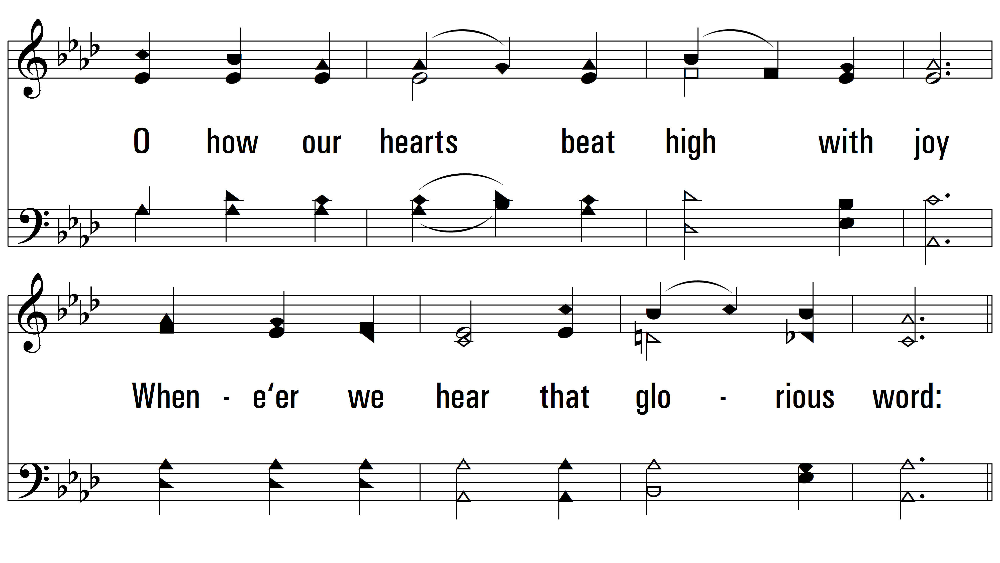 O how our hearts beat high with joy
When - e‘er we hear that glo - rious word: